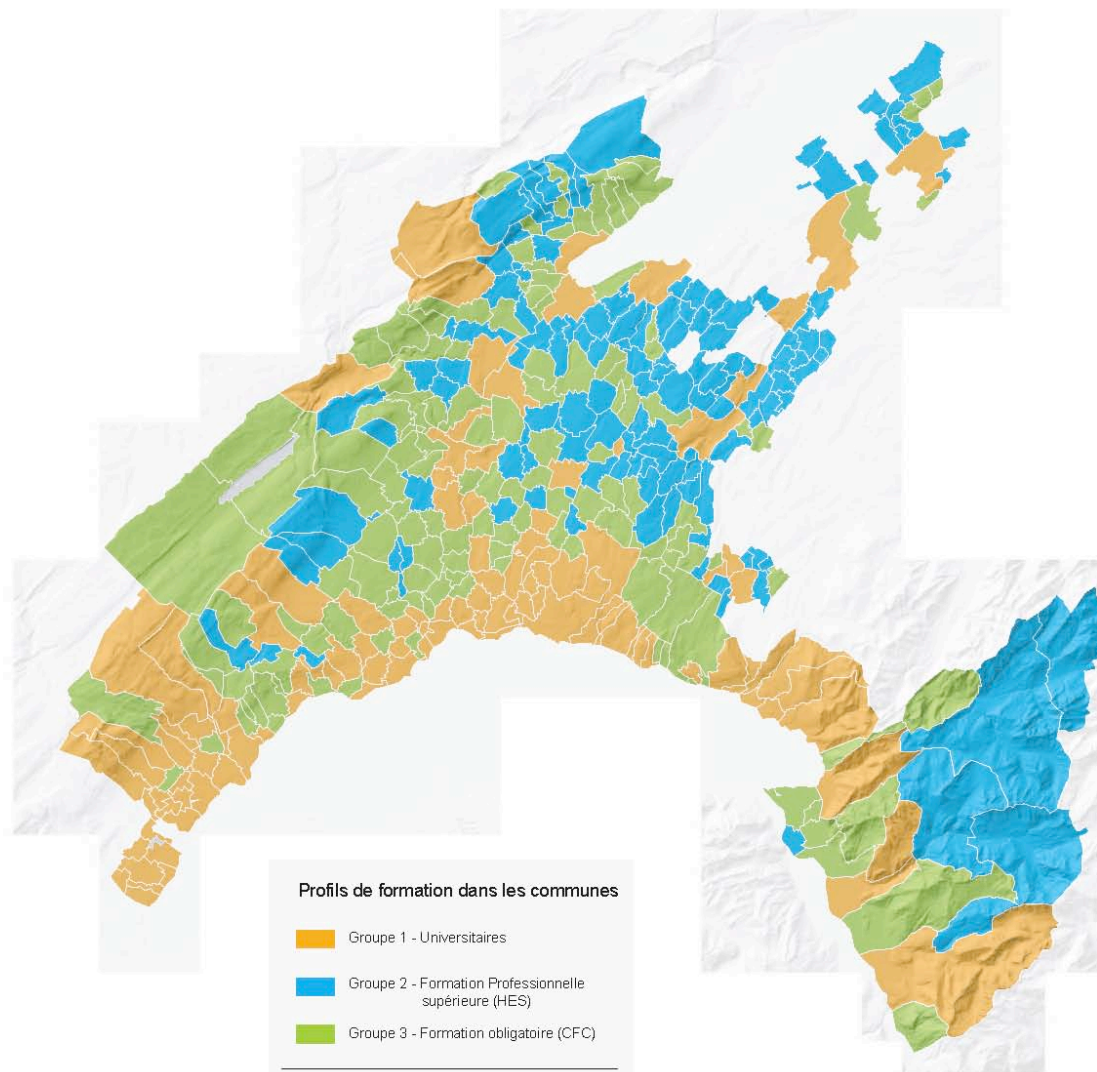 Profils de formation dans les communes
Groupe 1 - Universitaires
Groupe 2 - Formation Professionnelle
supérieure (HES)
Groupe 3 - Formation obligatoire (CFC)